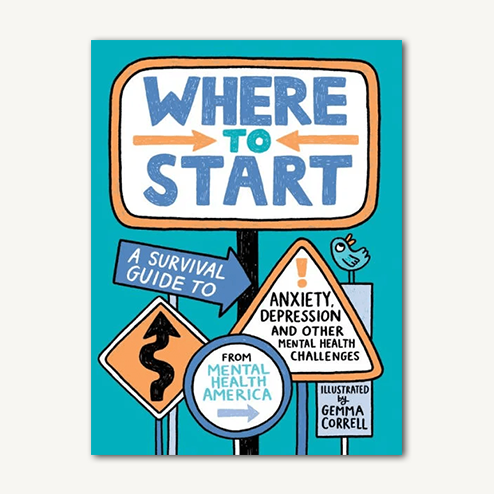 WHERE
TO
START
A SURVIVAL
GUIDE TO
!
ANXIETY,
DEPRESSION
AND OTHER
MENTAL HEALTH
CHALLENGES
FROM
MENTAL
HEALTH
AMERICA
ILLUSTRATED
by
GEMMA
CORRELL